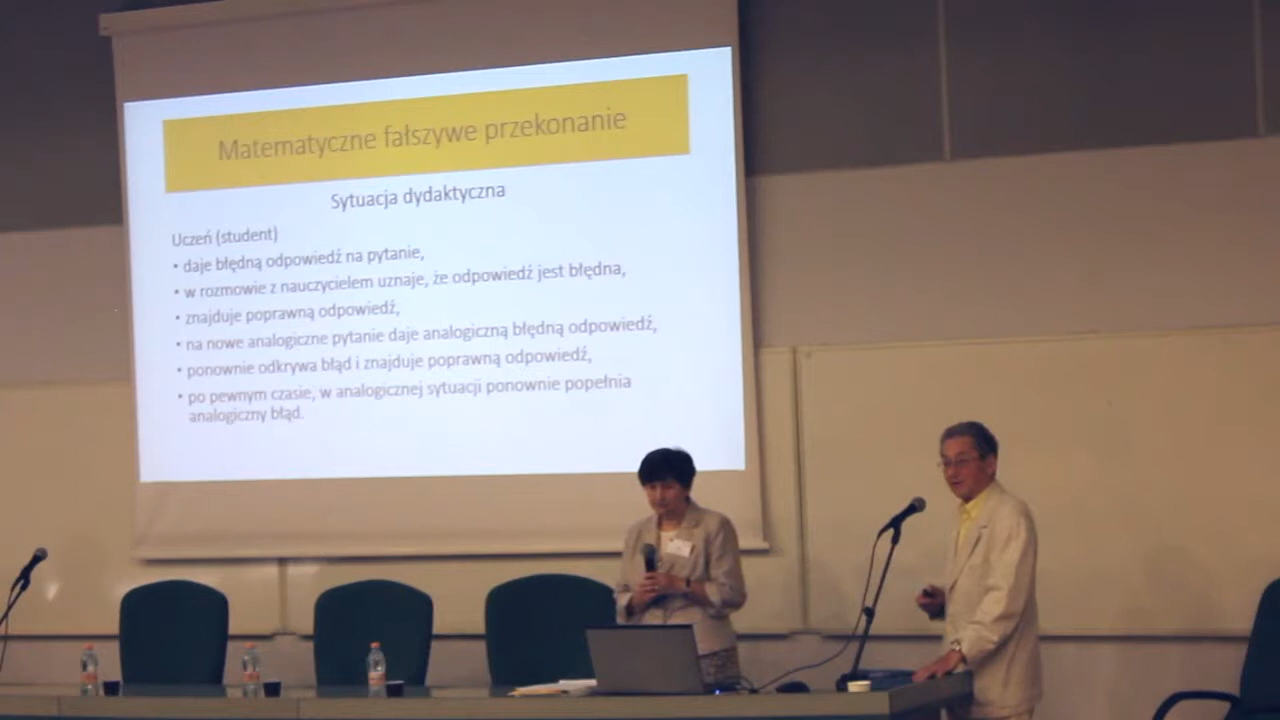 Matematyczne fałszywe przekonanie
Sytuacja dydaktyczna
Uczeń (student)
• daje błędną odpowiedź na pytanie,
• w rozmowie z nauczycielem uznaje, że odpowiedź jest błędna,
• znajduje poprawną odpowiedź,
• na nowe analogiczne pytanie daje analogiczną błędną odpowiedź,
• ponownie odkrywa błąd i znajduje poprawną odpowiedź,
• po pewnym czasie, w analogicznej sytuacji ponownie popełnia
analogiczny błąd.